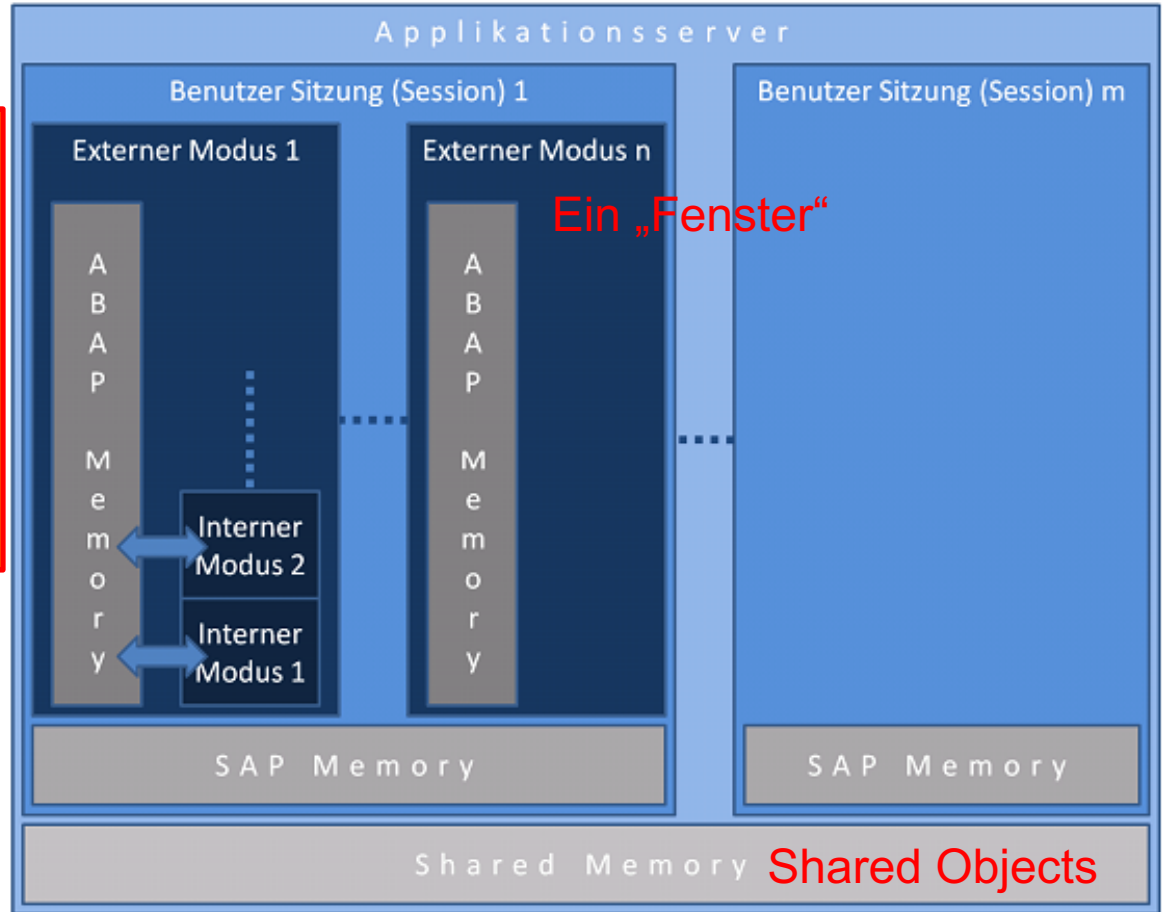 Applikationsserver
Benutzer Sitzung (Session) 1
Externer Modus 1
ABAP Memory
Interner
Modus 2
Interner
Modus 1
Externer Modus n
Ein „Fenster“
ABAP Memory
SAP Memory
Benutzer Sitzung (Session) m
SAP Memory
Shared Memory Shared Objects